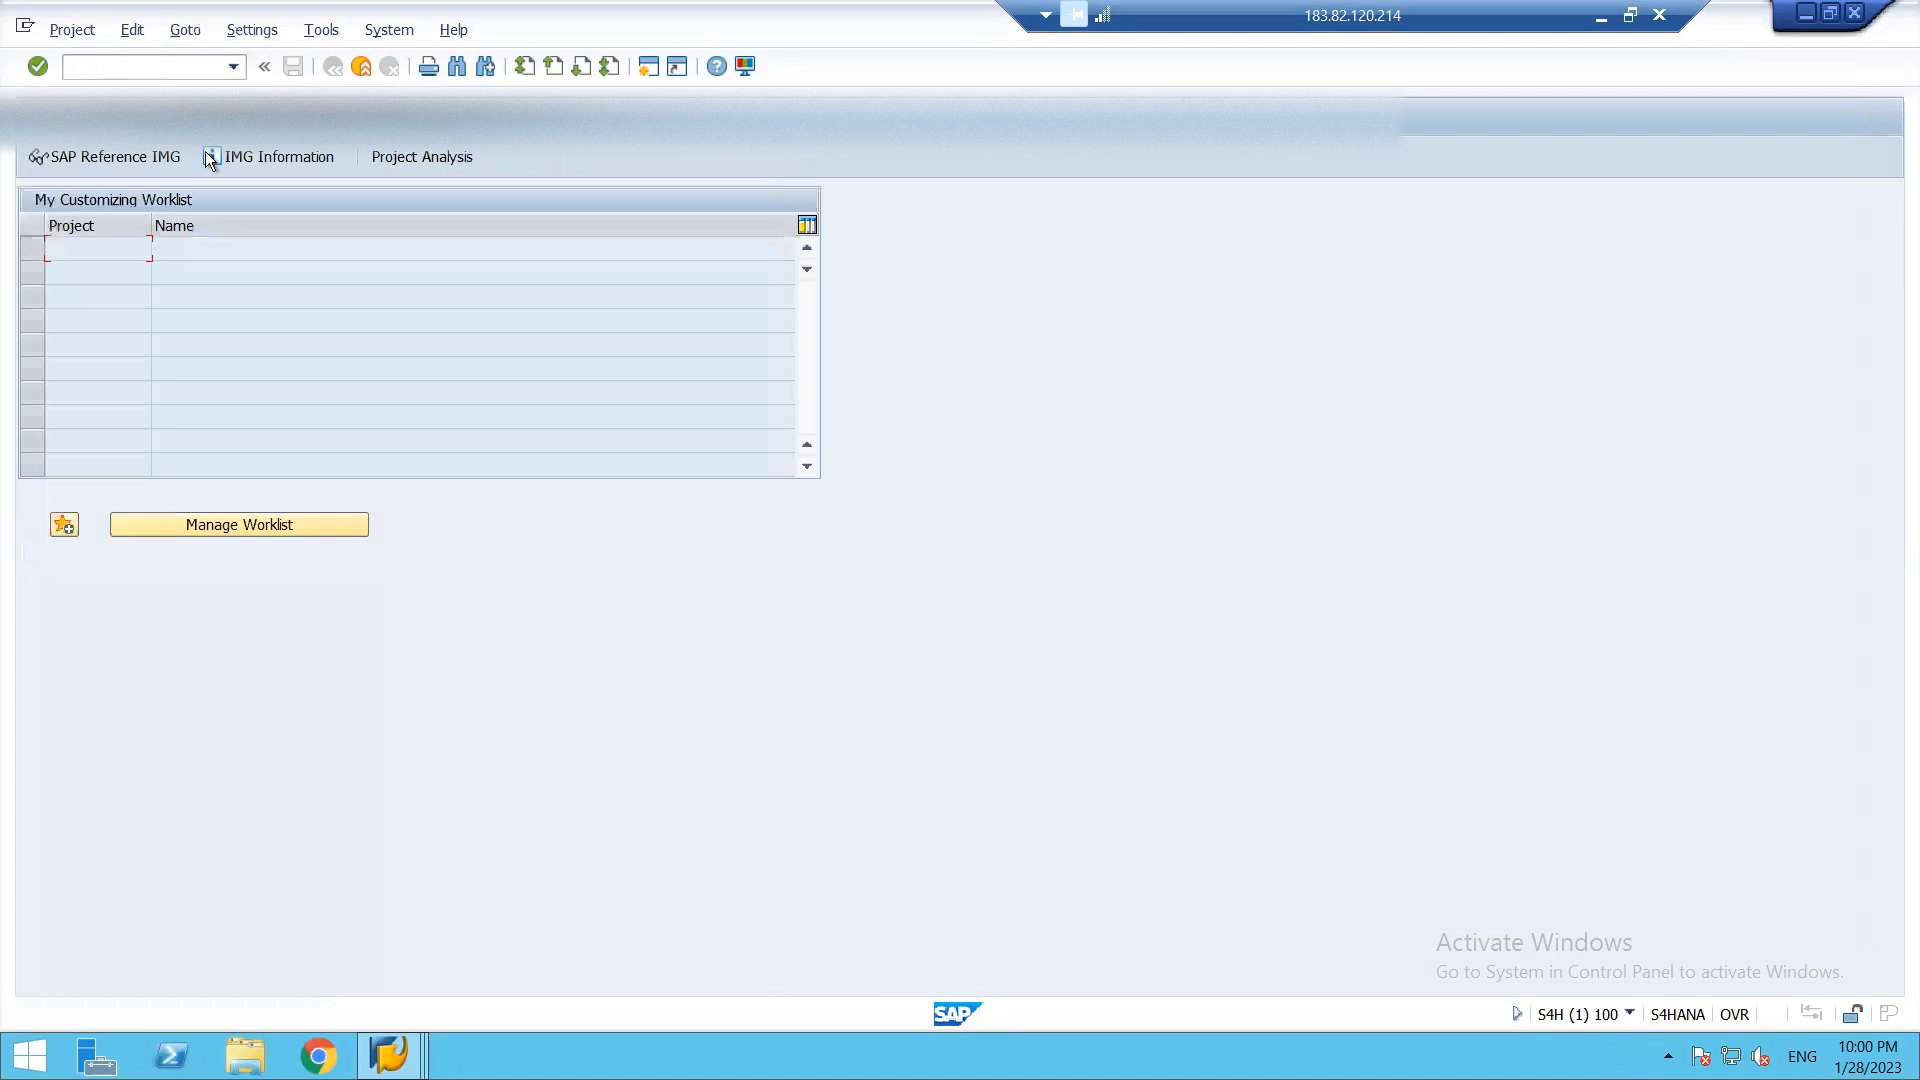 183.82.120.214
Project Edit Goto Settings Tools System Help
SAP Reference IMG IMG Information Project Analysis
My Customizing Worklist
Project Name
Manage Worklist
Activate Windows
Go to System in Control Panel to activate Windows.
SAP S4H (1) 100 S4HANA OVR
ENG 10:00 PM
1/28/2023